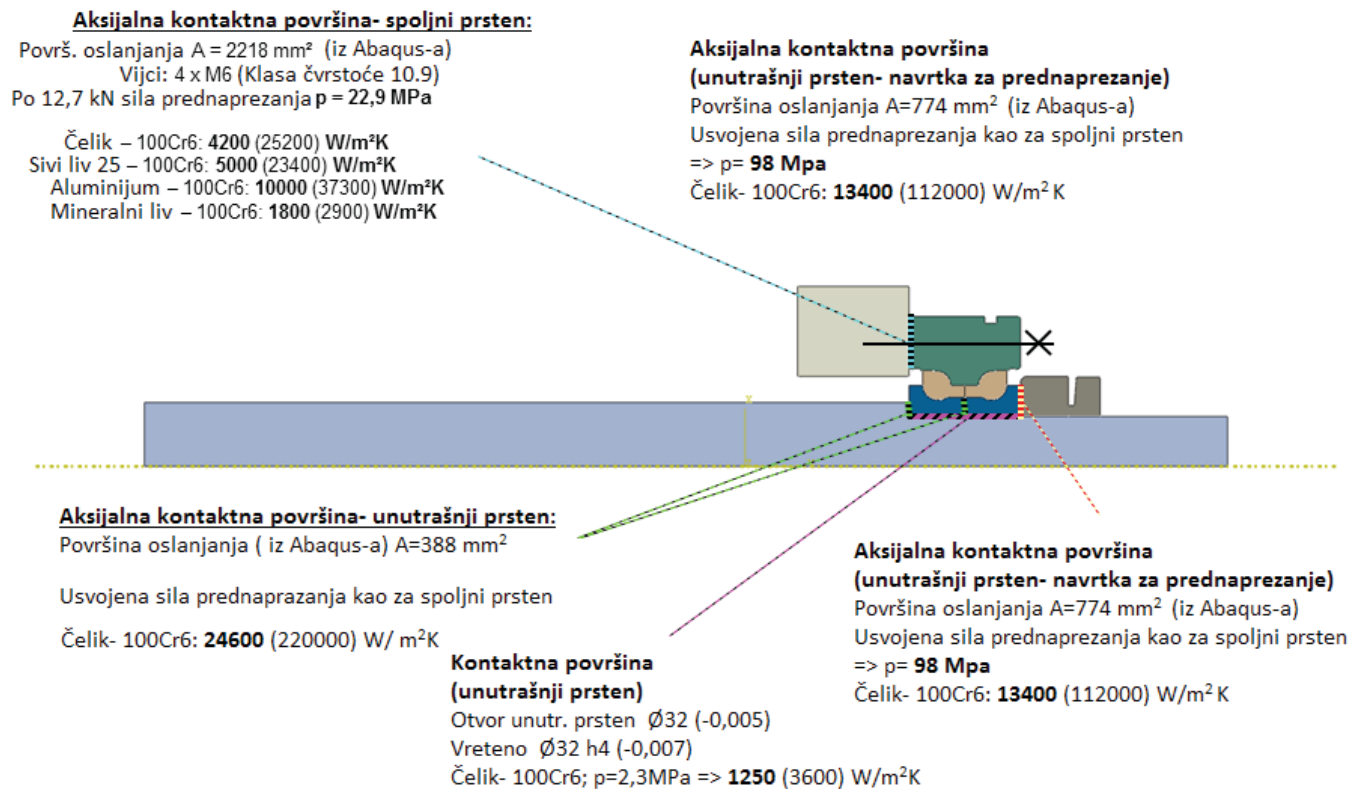 Aksijalna kontaktna površina- spoljni prsten:
Površ. oslanjanja A = 2218 mm² (iz Abaqus-a)
Vijci: 4 x M6 (Klasa čvrstoće 10.9)
Po 12,7 kN sila prednaprezanja p = 22,9 MPa
Čelik – 100Cr6: 4200 (25200) W/m²K
Sivi liv 25 – 100Cr6: 5000 (23400) W/m²K
Aluminijum – 100Cr6: 10000 (37300) W/m²K
Mineralni liv – 100Cr6: 1800 (2900) W/m²K
Aksijalna kontaktna površina
(unutrašnji prsten- navrtka za prednaprezanje)
Površina oslanjanja A=774 mm² (iz Abaqus-a)
Usvojena sila prednaprezanja kao za spoljni prsten
=> p= 98 Mpa
Čelik- 100Cr6: 13400 (112000) W/m² K
Aksijalna kontaktna površina- unutrašnji prsten:
Površina oslanjanja ( iz Abaqus-a) A=388 mm²
Usvojena sila prednaprazanja kao za spoljni prsten
Čelik- 100Cr6: 24600 (220000) W/ m²K
Kontaktna površina
(unutrašnji prsten)
Otvor unutr. prsten Ø32 (-0,005)
Vreteno Ø32 h4 (-0,007)
Čelik- 100Cr6; p=2,3MPa => 1250 (3600) W/m²K
Aksijalna kontaktna površina
(unutrašnji prsten- navrtka za prednaprezanje)
Površina oslanjanja A=774 mm² (iz Abaqus-a)
Usvojena sila prednaprezanja kao za spoljni prsten
=> p= 98 Mpa
Čelik- 100Cr6: 13400 (112000) W/m² K